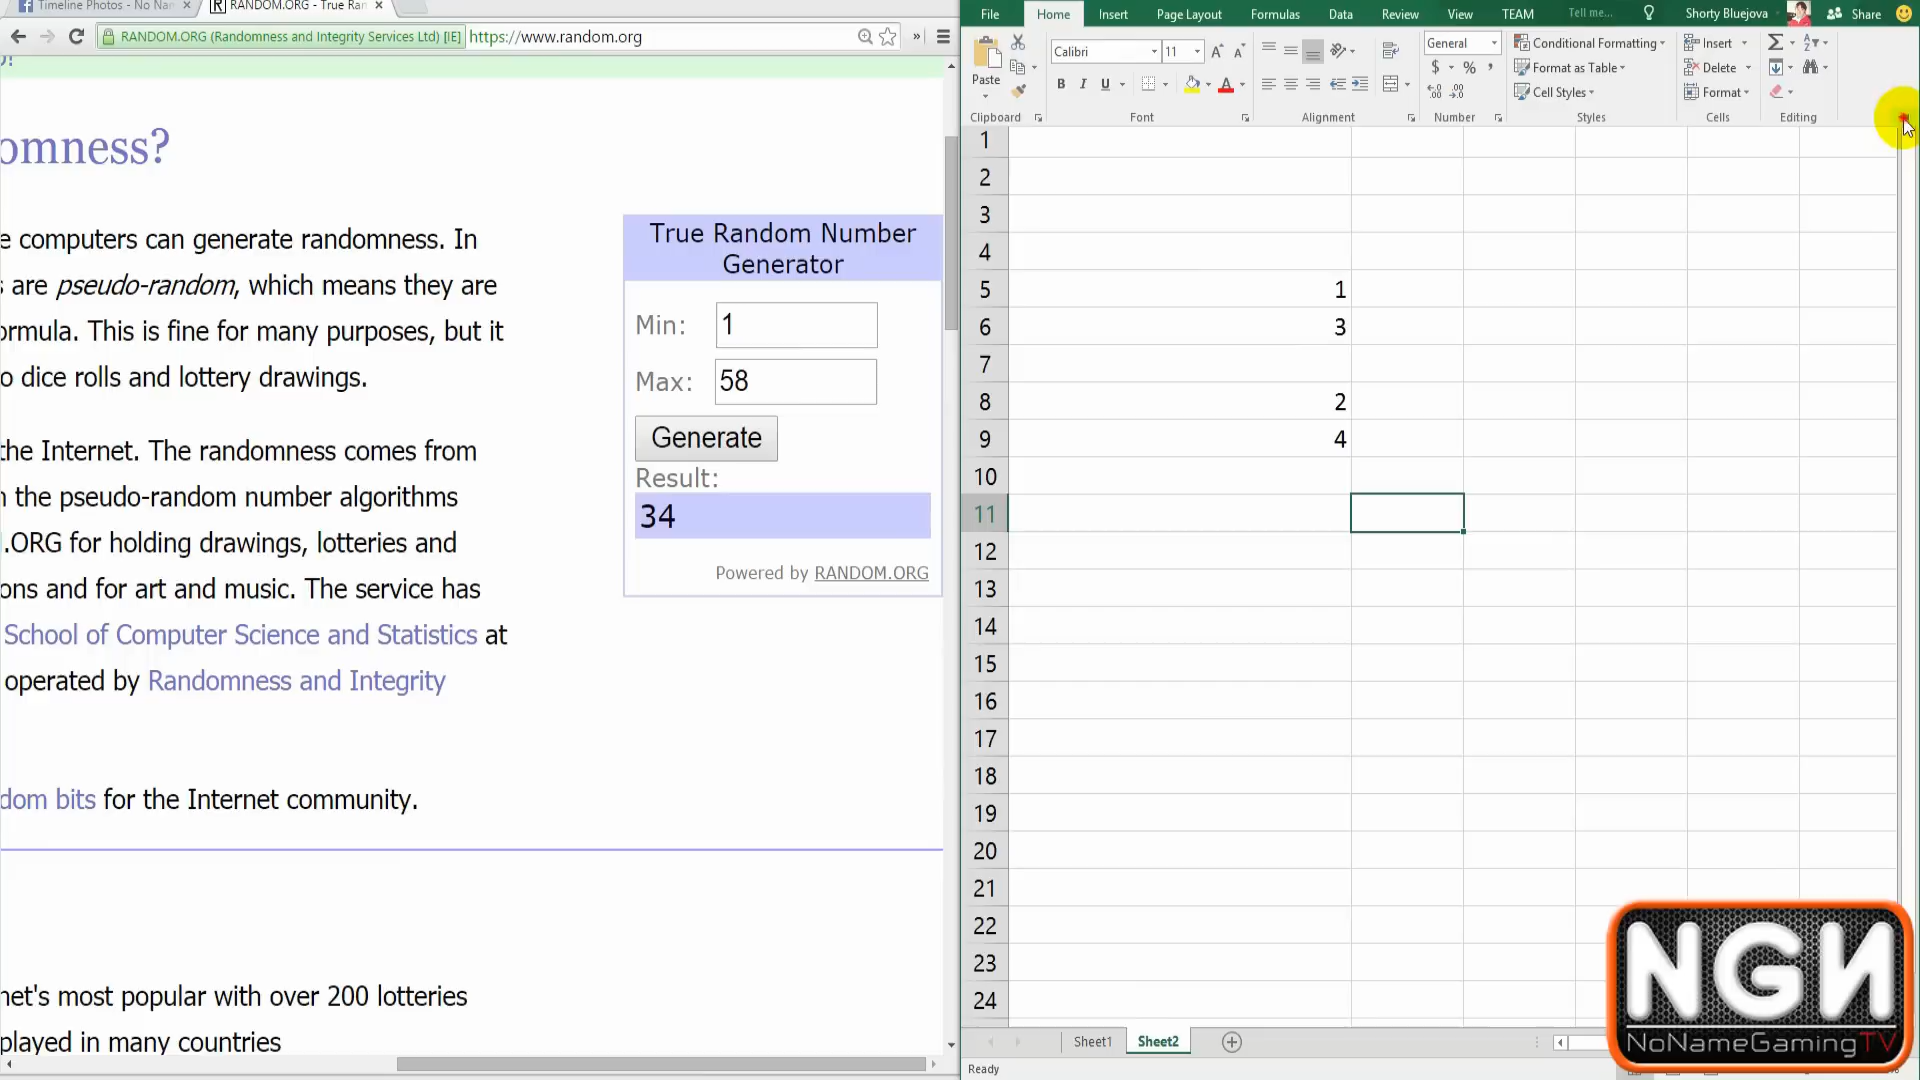 Timeline Photos - No Nam
RANDOM.ORG - True Ran
RANDOM.ORG (Randomness and Integrity Services Ltd) [IE]
https://www.random.org
omness?
e computers can generate randomness. In
s are pseudo-random, which means they are
ormula. This is fine for many purposes, but it
o dice rolls and lottery drawings.
the Internet. The randomness comes from
n the pseudo-random number algorithms
.ORG for holding drawings, lotteries and
ons and for art and music. The service has
School of Computer Science and Statistics at
operated by Randomness and Integrity
dom bits for the Internet community.
net's most popular with over 200 lotteries
played in many countries
True Random Number
Generator
Min: 1
Max: 58
Generate
Result:
34
Powered by RANDOM.ORG
File Home Insert Page Layout Formulas Data Review View TEAM Tell me... Shorty Bluejova Share
Paste
Calibri 11
B I U
General
$ % ,
Conditional Formatting
Format as Table
Cell Styles
Insert
Delete
Format
Clipboard Font Alignment Number Styles Cells Editing
1
2
3
4
5 1
6 3
7
8 2
9 4
10
11
12
13
14
15
16
17
18
19
20
21
22
23
24
Sheet1 Sheet2
Ready
NGN
NoNameGamingTV